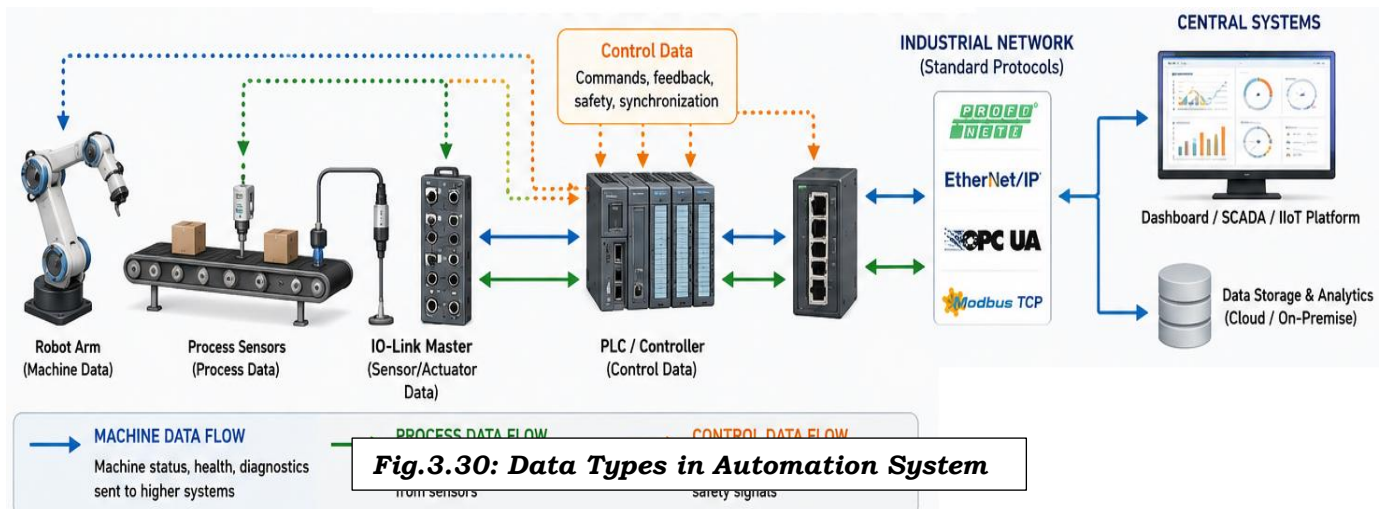 Control Data
Commands, feedback,
safety, synchronization
INDUSTRIAL NETWORK
(Standard Protocols)
PROFO
NETE
EtherNet/IP
OPC UA
Modbus TCP
CENTRAL SYSTEMS
Dashboard / SCADA / IIoT Platform
Data Storage & Analytics
(Cloud / On-Premise)
Robot Arm
(Machine Data)
Process Sensors
(Process Data)
IO-Link Master
(Sensor/Actuator
Data)
PLC / Controller
(Control Data)
MACHINE DATA FLOW
Machine status, health, diagnostics
sent to higher systems
PROCESS DATA FLOW
from sensors
CONTROL DATA FLOW
safety signals
Fig.3.30: Data Types in Automation System